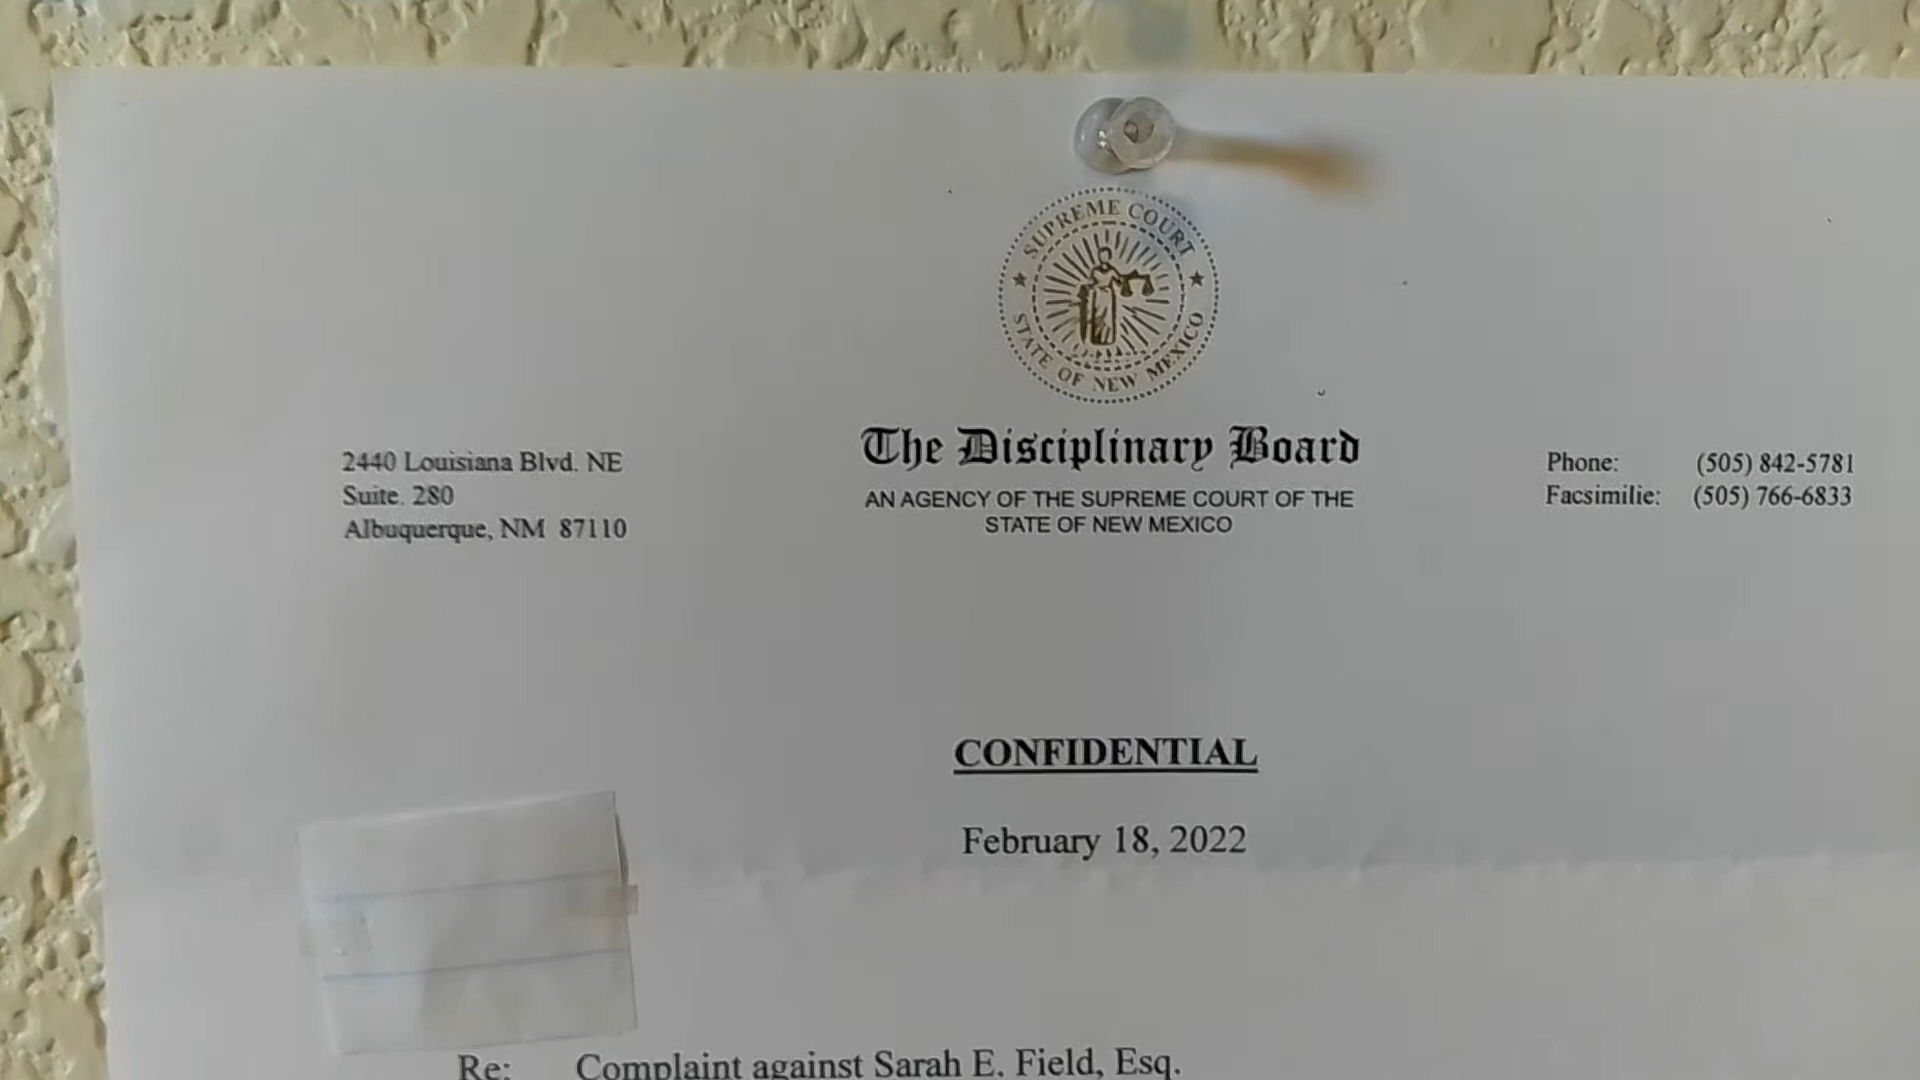 SUPREME COURT
STATE OF NEW MEXICO
The Disciplinary Board
AN AGENCY OF THE SUPREME COURT OF THE
STATE OF NEW MEXICO
2440 Louisiana Blvd. NE
Suite. 280
Albuquerque, NM 87110
Phone: (505) 842-5781
Facsimilie: (505) 766-6833
CONFIDENTIAL
February 18, 2022
Re: Complaint against Sarah E. Field, Esq.